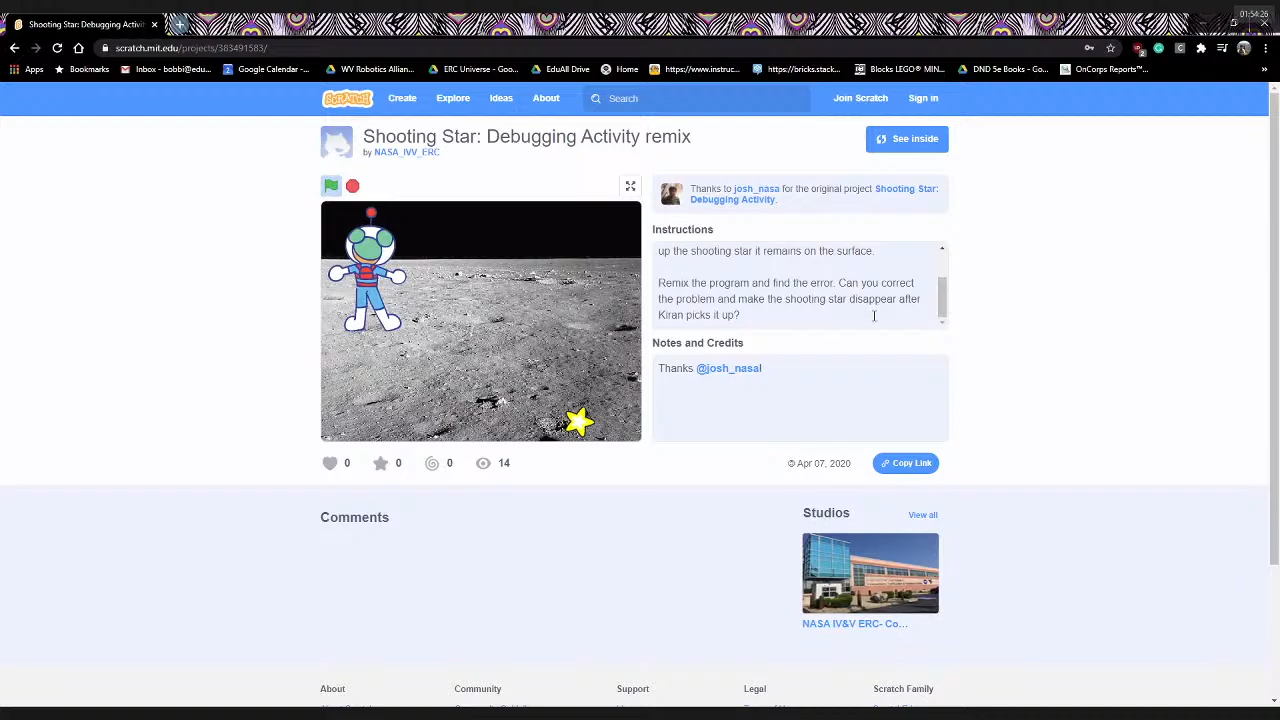 01:54:26
Shooting Star: Debugging Activit
scratch.mit.edu/projects/383491583/
Apps Bookmarks Inbox - bobbi@edu... Google Calendar -... WV Robotics Allian... ERC Universe - Goo... EduAll Drive Home https://www.instruc... https://bricks.stack... Blocks LEGO® MIN... DND 5e Books - Go... OnCorps Reports™... »
SCRATCH Create Explore Ideas About Search Join Scratch Sign in
Shooting Star: Debugging Activity remix
by NASA_IVV_ERC
See inside
Thanks to josh_nasa for the original project Shooting Star:
Debugging Activity.
Instructions
up the shooting star it remains on the surface.
Remix the program and find the error. Can you correct
the problem and make the shooting star disappear after
Kiran picks it up?
Notes and Credits
Thanks @josh_nasa!
0 0 0 14
© Apr 07, 2020 Copy Link
Comments
Studios View all
NASA IV&V ERC- Co...
About Community Support Legal Scratch Family